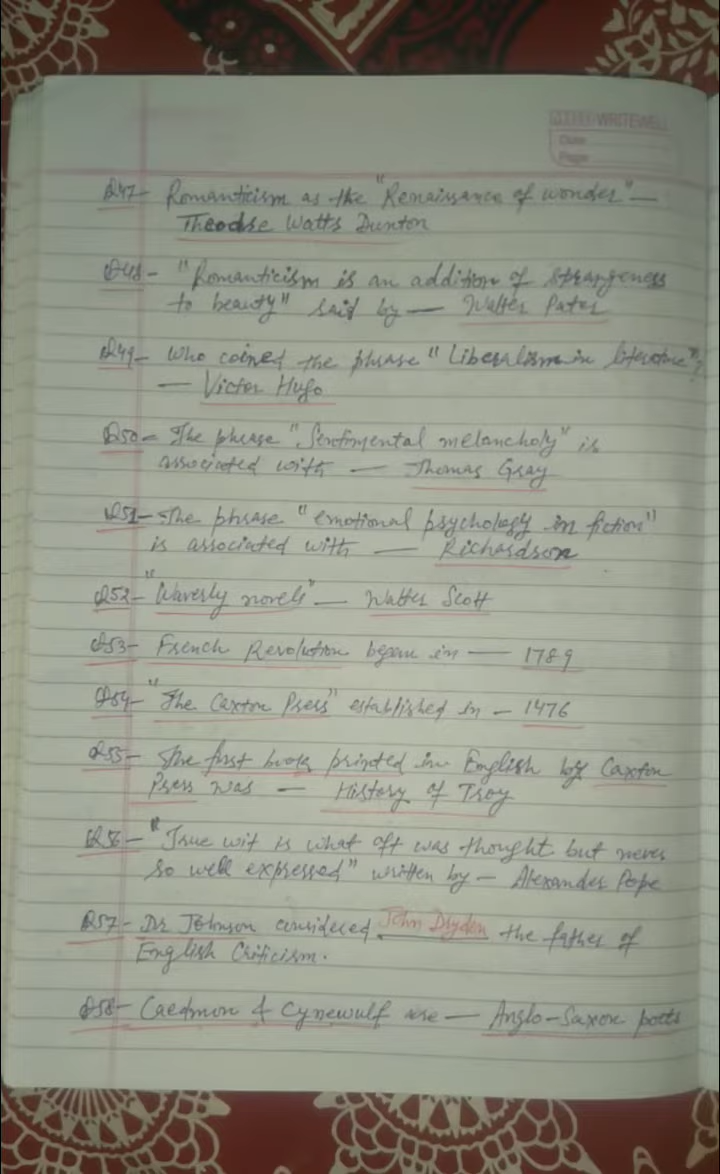 WRITEWELL
Date
Page
Q47- Romanticism as the "Renaissance of wonder" —
Theodre Watts Dunton
Q48- "Romanticism is an addition of strangeness
to beauty" said by — Walter Pater
Q49- Who coined the phrase "Liberalism in literature"?
— Victor Hugo
Q50- The phrase "Sentimental melancholy" is
associated with — Thomas Gray
Q51- The phrase "emotional psychology in fiction"
is associated with — Richardson
Q52- "Waverly novels" — Walter Scott
Q53- French Revolution began in — 1789
Q54- "The Caxton Press" established in - 1476
Q55- The first book printed in English by Caxton
Press was — History of Troy
Q56- "True wit is what oft was thought but never
so well expressed" written by - Alexander Pope
Q57- Dr Johnson considered John Dryden the father of
English Criticism.
Q58- Caedmon & Cynewulf are — Anglo-Saxon poets